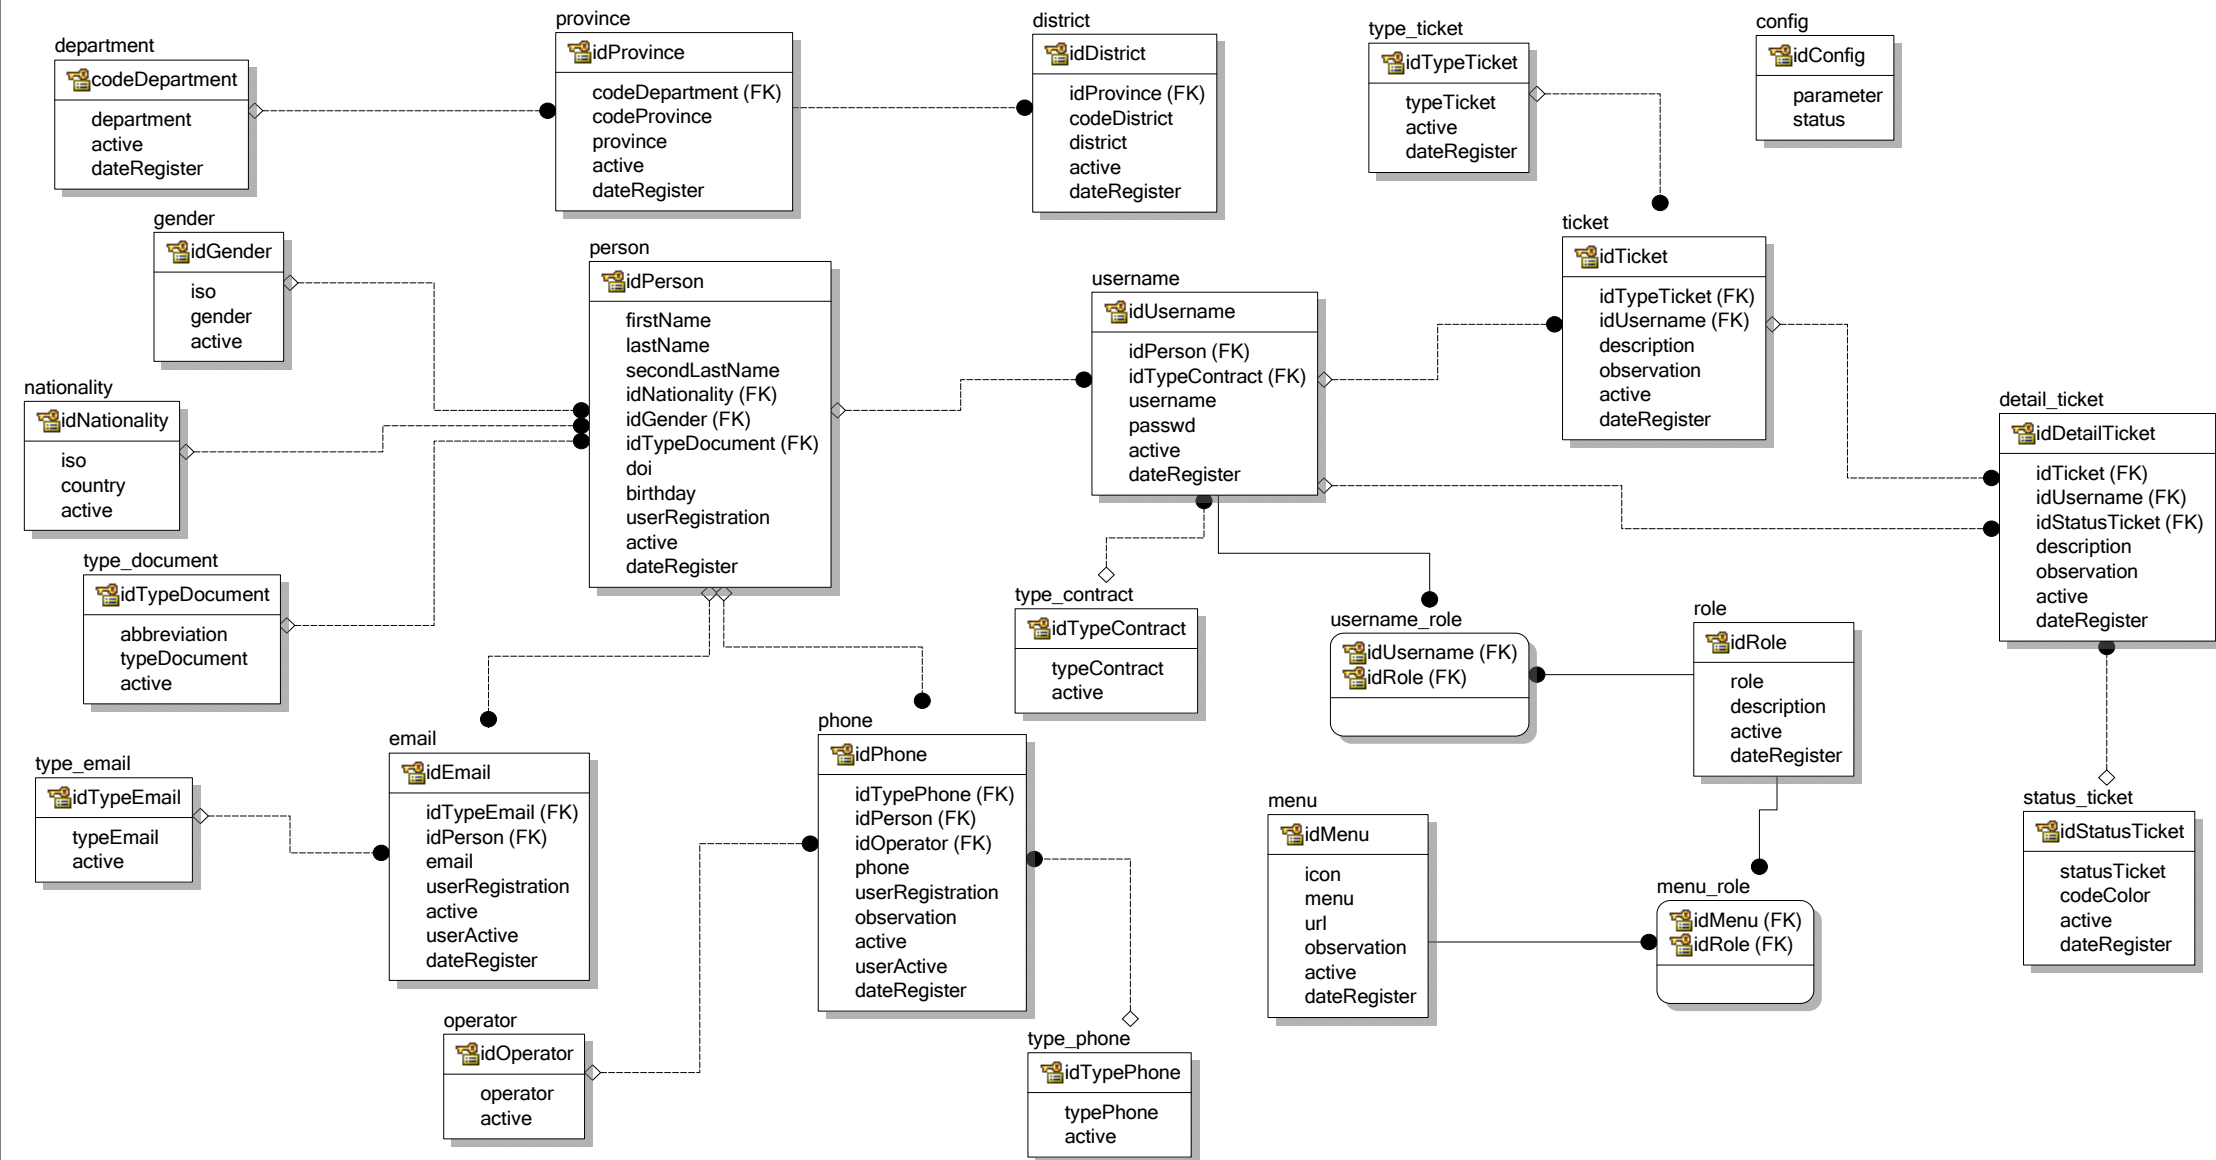 department
codeDepartment
department
active
dateRegister
province
idProvince
codeDepartment (FK)
codeProvince
province
active
dateRegister
district
idDistrict
idProvince (FK)
codeDistrict
district
active
dateRegister
type_ticket
idTypeTicket
typeTicket
active
dateRegister
config
idConfig
parameter
status
gender
idGender
iso
gender
active
person
idPerson
firstName
lastName
secondLastName
idNationality (FK)
idGender (FK)
idTypeDocument (FK)
doi
birthday
userRegistration
active
dateRegister
username
idUsername
idPerson (FK)
idTypeContract (FK)
username
passwd
active
dateRegister
ticket
idTicket
idTypeTicket (FK)
idUsername (FK)
description
observation
active
dateRegister
nationality
idNationality
iso
country
active
detail_ticket
idDetailTicket
idTicket (FK)
idUsername (FK)
idStatusTicket (FK)
description
observation
active
dateRegister
type_document
idTypeDocument
abbreviation
typeDocument
active
type_contract
idTypeContract
typeContract
active
username_role
idUsername (FK)
idRole (FK)
role
idRole
role
description
active
dateRegister
type_email
idTypeEmail
typeEmail
active
email
idEmail
idTypeEmail (FK)
idPerson (FK)
email
userRegistration
active
userActive
dateRegister
phone
idPhone
idTypePhone (FK)
idPerson (FK)
idOperator (FK)
phone
userRegistration
observation
active
userActive
dateRegister
menu
idMenu
icon
menu
url
observation
active
dateRegister
menu_role
idMenu (FK)
idRole (FK)
status_ticket
idStatusTicket
statusTicket
codeColor
active
dateRegister
operator
idOperator
operator
active
type_phone
idTypePhone
typePhone
active